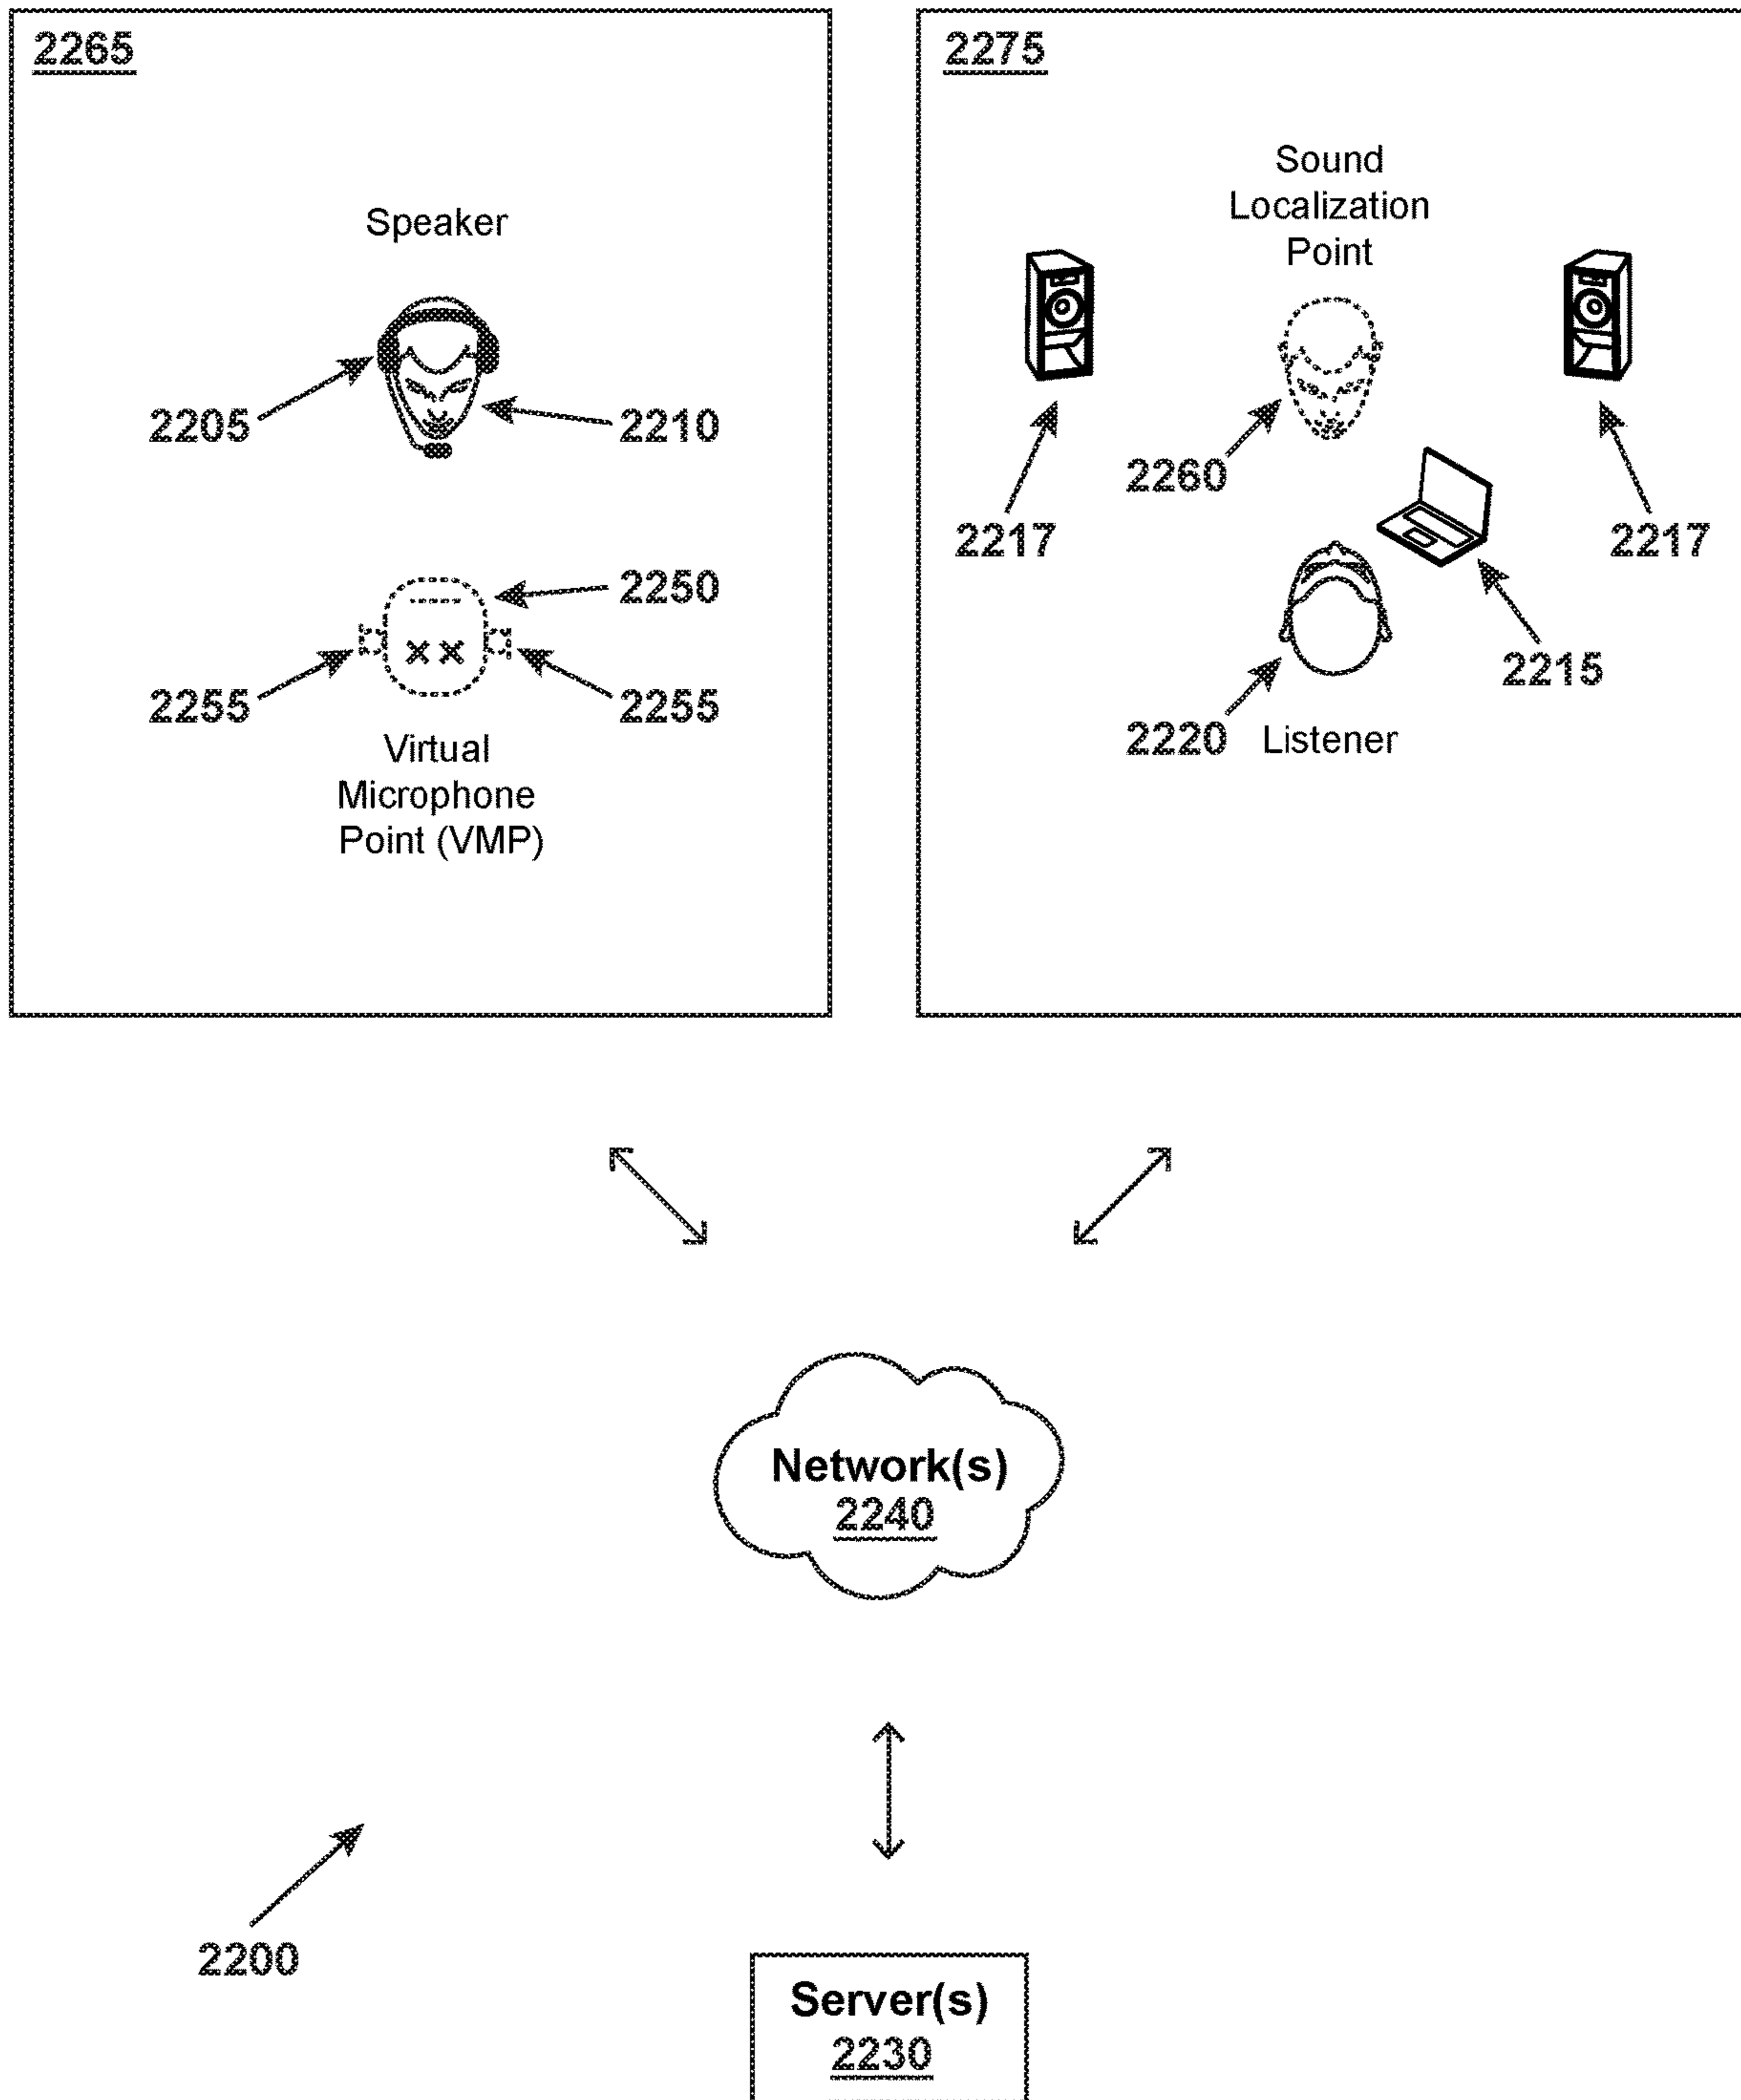 2265
Speaker
2205
2210
2250
2255
2255
Virtual
Microphone
Point (VMP)
2275
Sound
Localization
Point
2260
2217
2217
2215
2220
Listener
Network(s)
2240
2200
Server(s)
2230